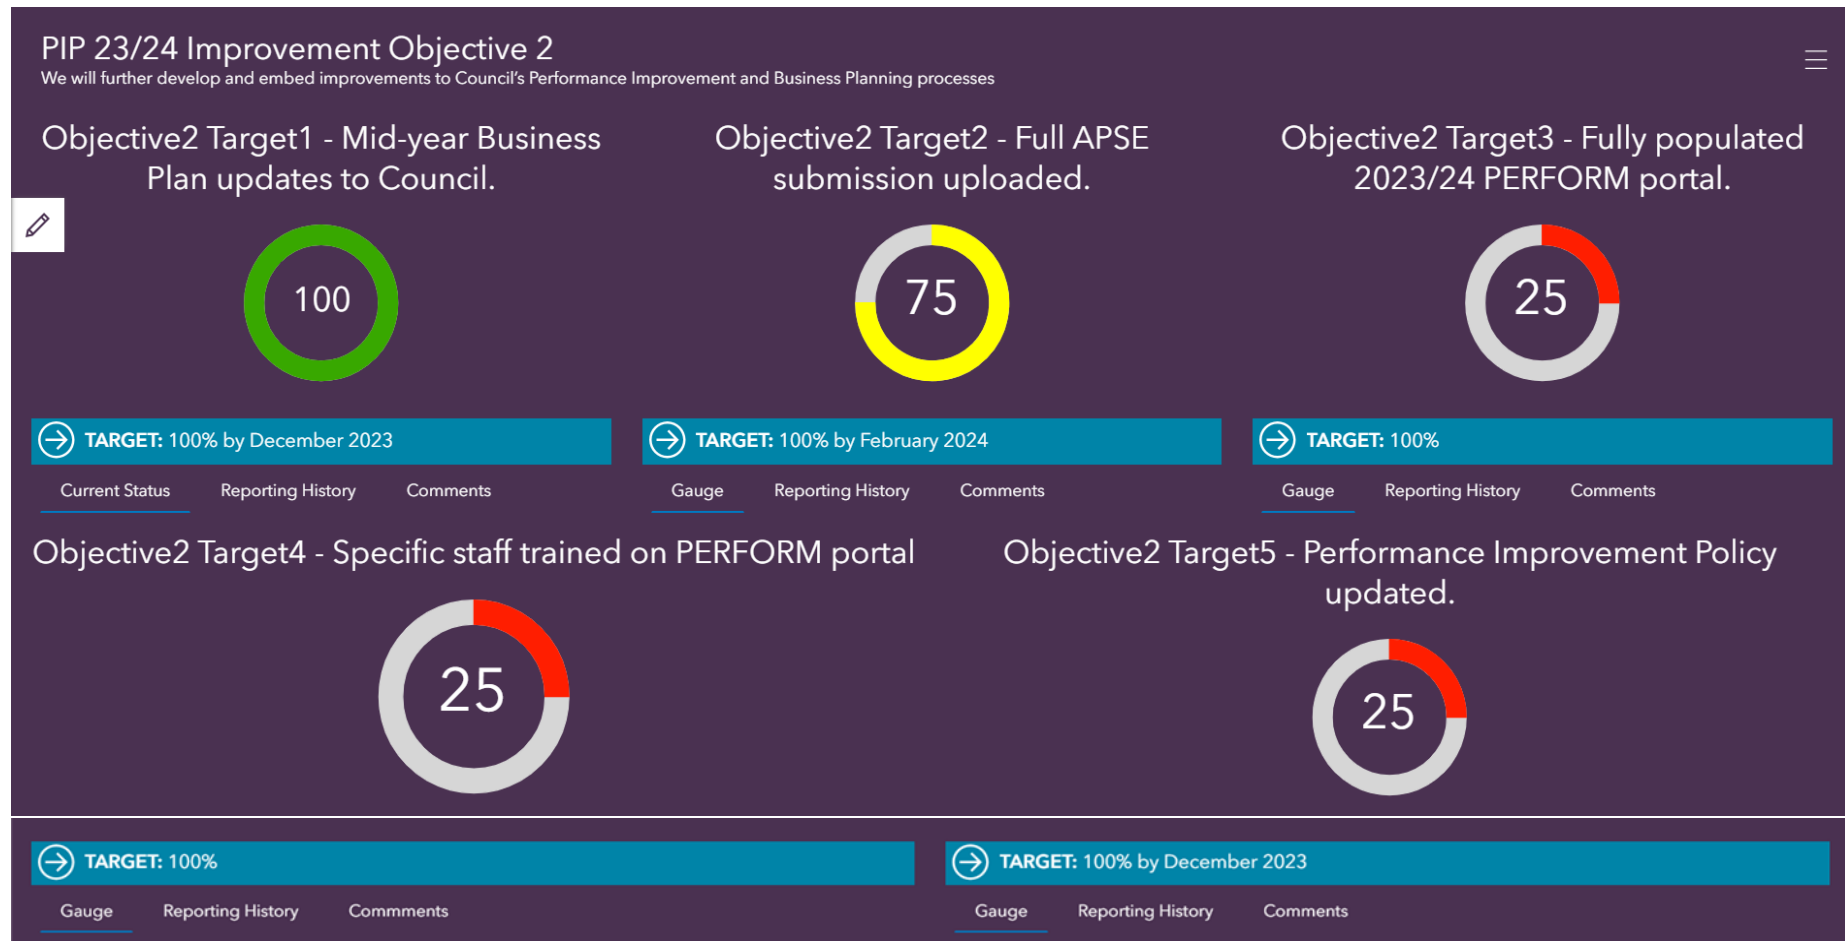 PIP 23/24 Improvement Objective 2
We will further develop and embed improvements to Council's Performance Improvement and Business Planning processes
Objective2 Target1 - Mid-year Business
Plan updates to Council.
100
TARGET: 100% by December 2023
Current Status Reporting History Comments
Objective2 Target2 - Full APSE
submission uploaded.
75
TARGET: 100% by February 2024
Gauge Reporting History Comments
Objective2 Target3 - Fully populated
2023/24 PERFORM portal.
25
TARGET: 100%
Gauge Reporting History Comments
Objective2 Target4 - Specific staff trained on PERFORM portal
25
TARGET: 100%
Gauge Reporting History Commments
Objective2 Target5 - Performance Improvement Policy
updated.
25
TARGET: 100% by December 2023
Gauge Reporting History Comments